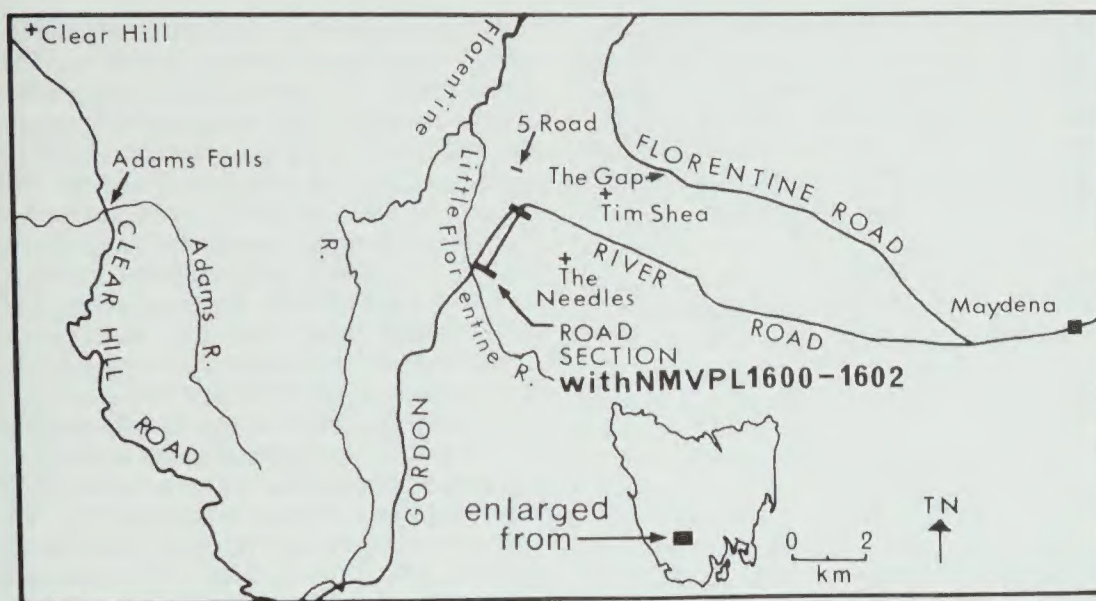 +Clear Hill
Florentine
R.
5 Road
Adams Falls
The Gap
FLORENTINE ROAD
+
Tim Shea
Little Florentine R.
CLEAR HILL ROAD
Adams R.
GORDON RIVER ROAD
+
The
Needles
Maydena
ROAD
SECTION
withNMVPL1600-1602
enlarged
from
TN
0 2
km